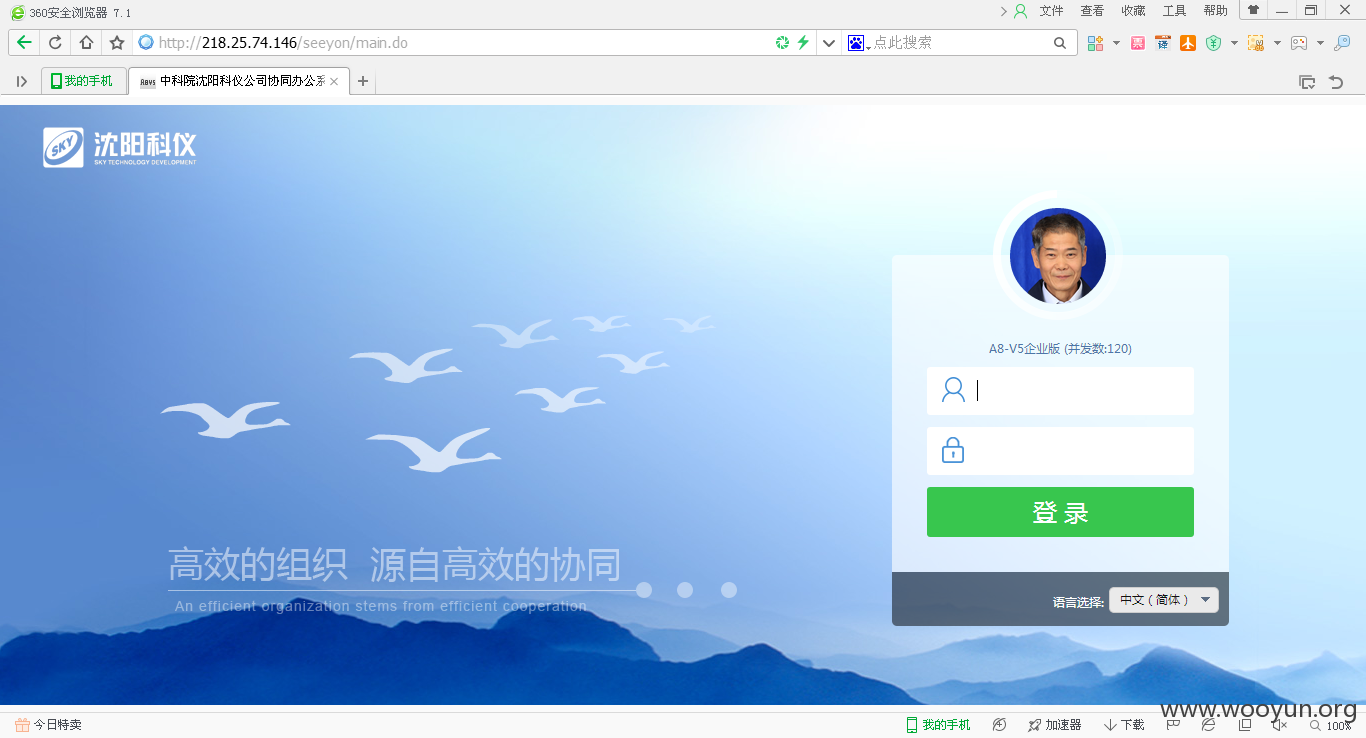 360安全浏览器 7.1
文件 查看 收藏 工具 帮助
http://218.25.74.146/seeyon/main.do
点此搜索
我的手机
中科院沈阳科仪公司协同办公系
SKY 沈阳科仪
SKY TECHNOLOGY DEVELOPMENT
A8-V5企业版 (并发数:120)
登 录
高效的组织 源自高效的协同
An efficient organization stems from efficient cooperation
语言选择: 中文（简体）
www.wooyun.org
今日特卖
我的手机
加速器
下载
100%